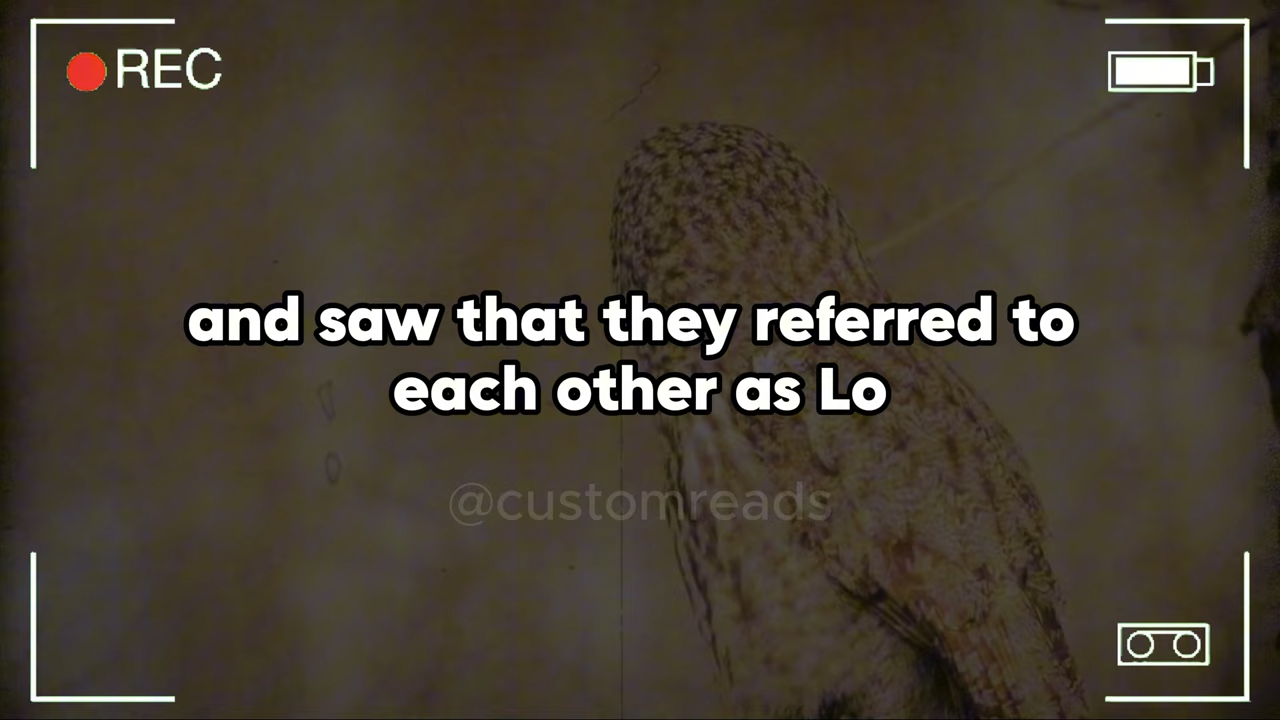 REC
and saw that they referred to
each other as Lo
@customreads